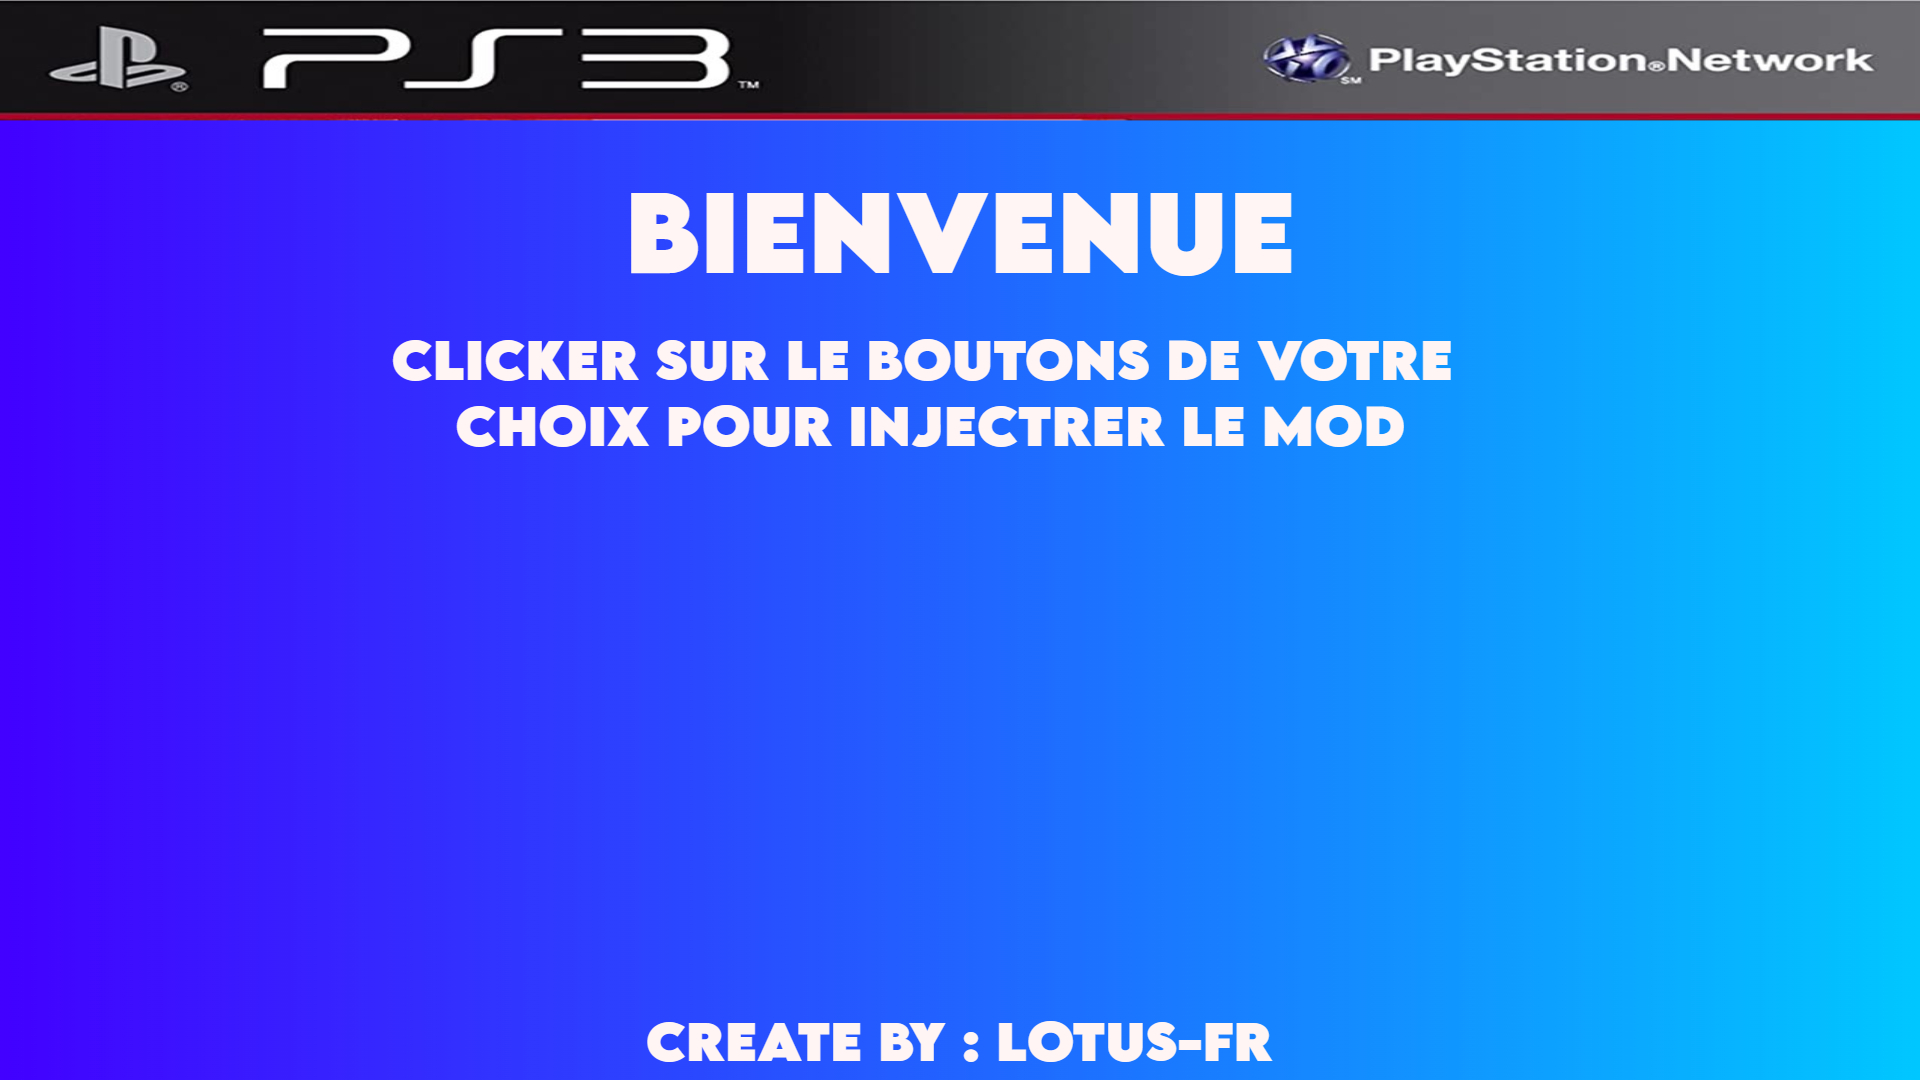 PS3™
PlayStation®Network
BIENVENUE
CLICKER SUR LE BOUTONS DE VOTRE
CHOIX POUR INJECTRER LE MOD
CREATE BY : LOTUS-FR